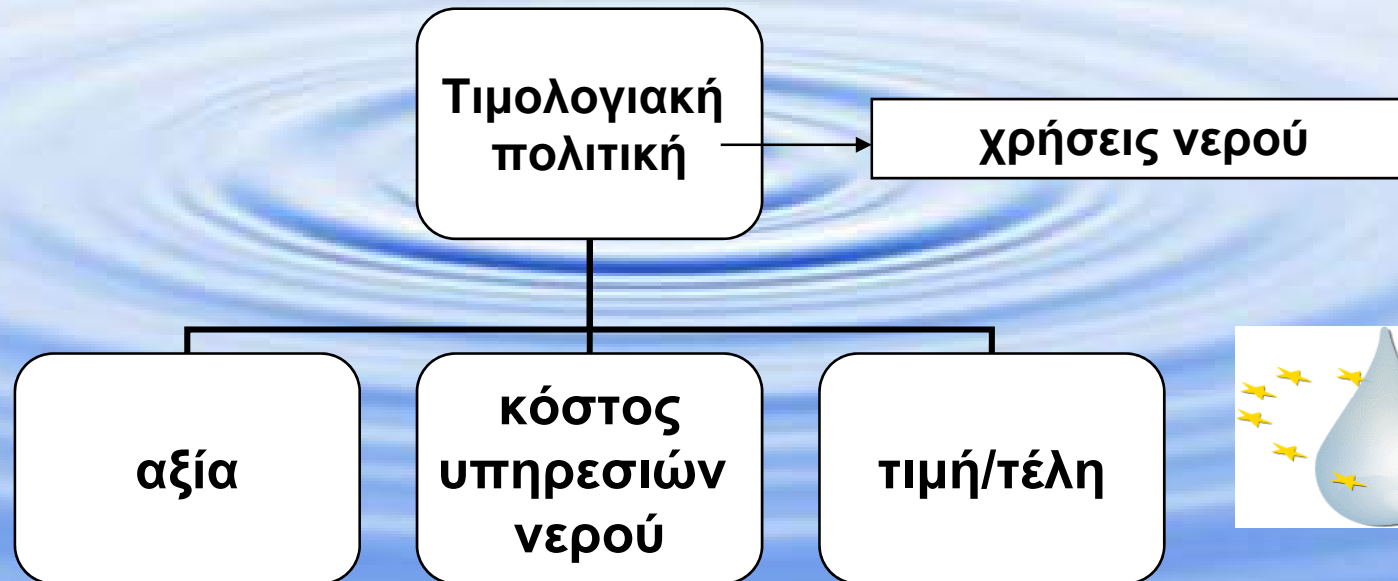 Τιμολογιακή
πολιτική
χρήσεις νερού
αξία
κόστος
υπηρεσιών
νερού
τιμή/τέλη